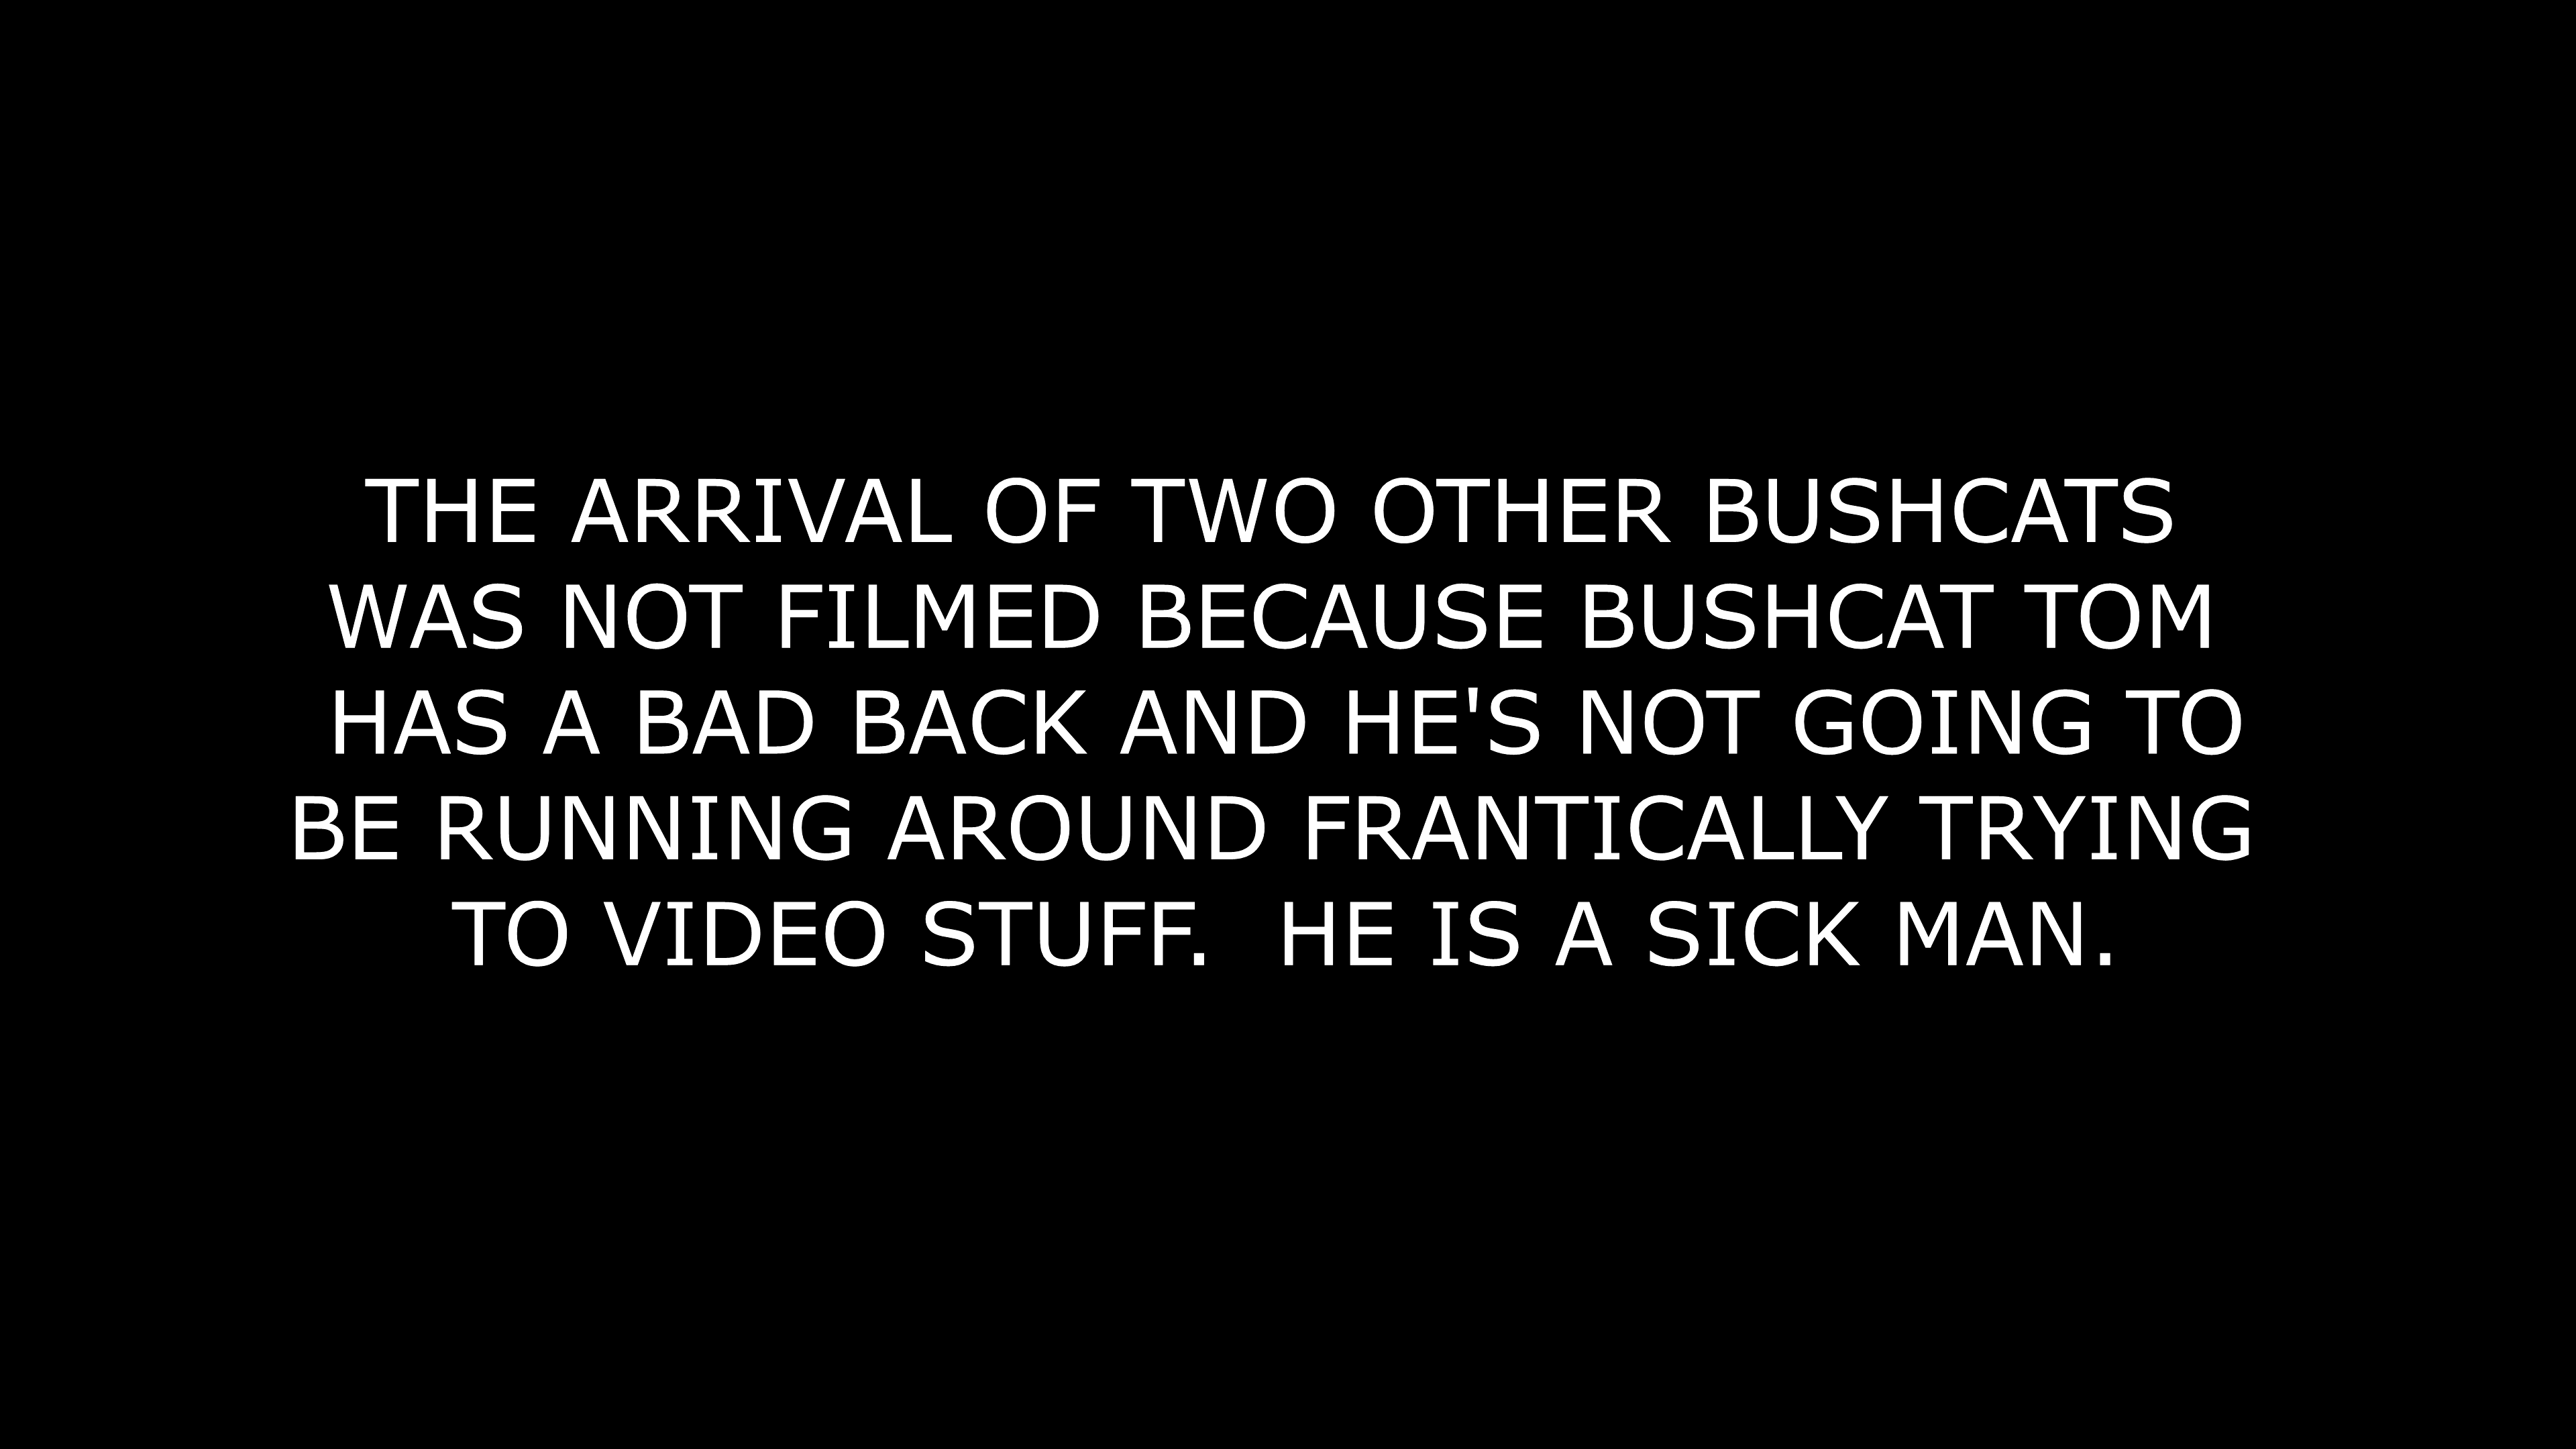 THE ARRIVAL OF TWO OTHER BUSHCATS
WAS NOT FILMED BECAUSE BUSHCAT TOM
HAS A BAD BACK AND HE'S NOT GOING TO
BE RUNNING AROUND FRANTICALLY TRYING
TO VIDEO STUFF.  HE IS A SICK MAN.